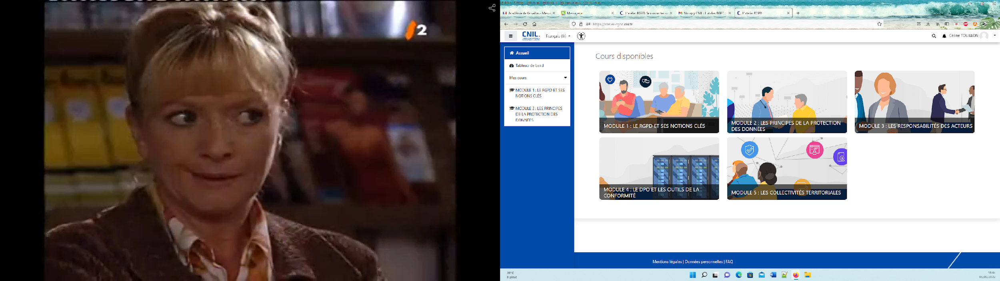 2
Fichier Edition Affichage Historique Marque-pages Outils Aide
Académie de Versailles - Messa
Messagerie
L'atelier RGPD: Se connecter su
Noreply CNIL : L'atelier RGPD :
L'atelier RGPD
https://atelier-rgpd.cnil.fr
CNIL.
Français (fr)
Céline TOUILLON
Accueil
Tableau de bord
Mes cours
MODULE 1 : LE RGPD ET SES
NOTIONS CLÉS
MODULE 2 : LES PRINCIPES
DE LA PROTECTION DES
DONNÉES
Cours disponibles
MODULE 1 : LE RGPD ET SES NOTIONS CLÉS
MODULE 2 : LES PRINCIPES DE LA PROTECTION
DES DONNÉES
MODULE 3 : LES RESPONSABILITÉS DES ACTEURS
MODULE 4 : LE DPO ET LES OUTILS DE LA
CONFORMITÉ
MODULE 5 : LES COLLECTIVITÉS TERRITORIALES
Mentions légales | Données personnelles | FAQ
29°C
Il pleut
18:44
05/09/2022